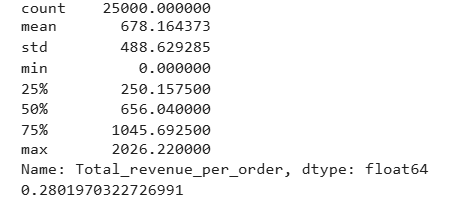 count 25000.000000
mean 678.164373
std 488.629285
min 0.000000
25% 250.157500
50% 656.040000
75% 1045.692500
max 2026.220000
Name: Total_revenue_per_order, dtype: float64
0.2801970322726991